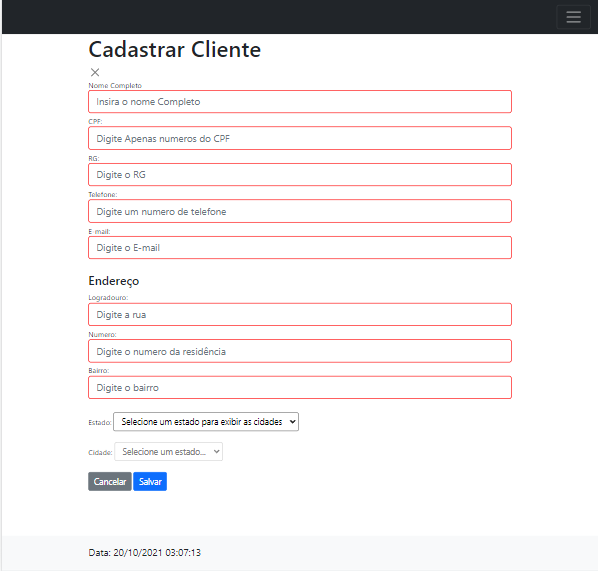 Cadastrar Cliente
Nome Completo
Insira o nome Completo
CPF:
Digite Apenas numeros do CPF
RG:
Digite o RG
Telefone:
Digite um numero de telefone
E-mail:
Digite o E-mail
Endereço
Logradouro:
Digite a rua
Numero:
Digite o numero da residência
Bairro:
Digite o bairro
Estado: Selecione um estado para exibir as cidades
Cidade: Selecione um estado...
Cancelar Salvar
Data: 20/10/2021 03:07:13